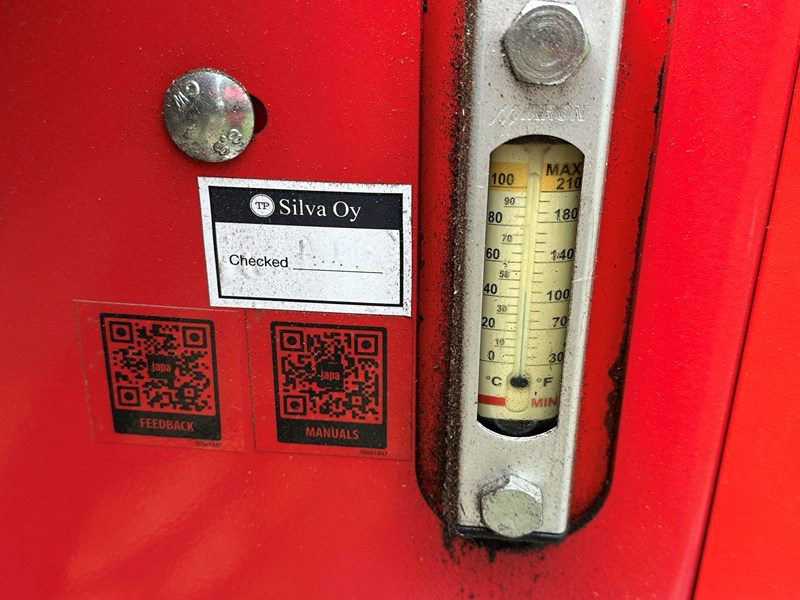 TP Silva Oy
Checked
japa
FEEDBACK
japa
MANUALS
MAX
100 210
90
80 180
70
60 140
50
40 100
30
20 70
10
0 30
°C °F
MIN